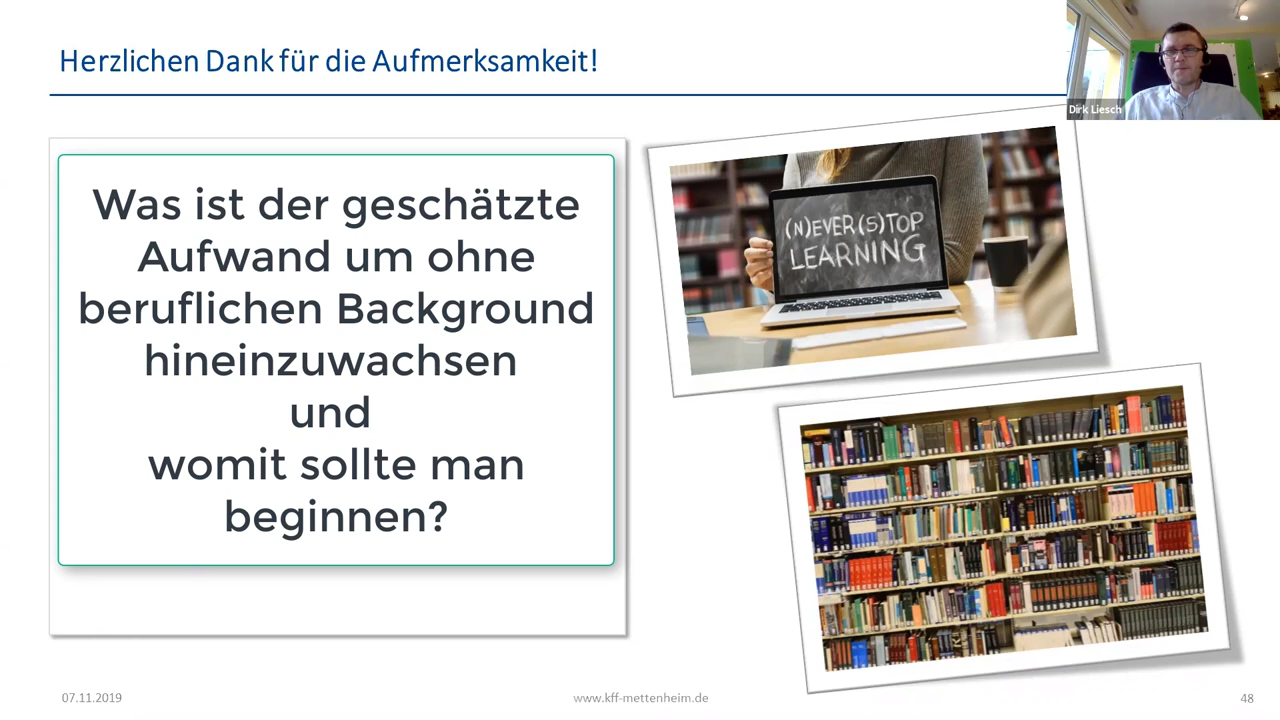 Herzlichen Dank für die Aufmerksamkeit!
Dirk Liesch
Was ist der geschätzte
Aufwand um ohne
beruflichen Background
hineinzuwachsen
und
womit sollte man
beginnen?
(N)EVER (S)TOP
LEARNING
07.11.2019
www.kff-mettenheim.de
48